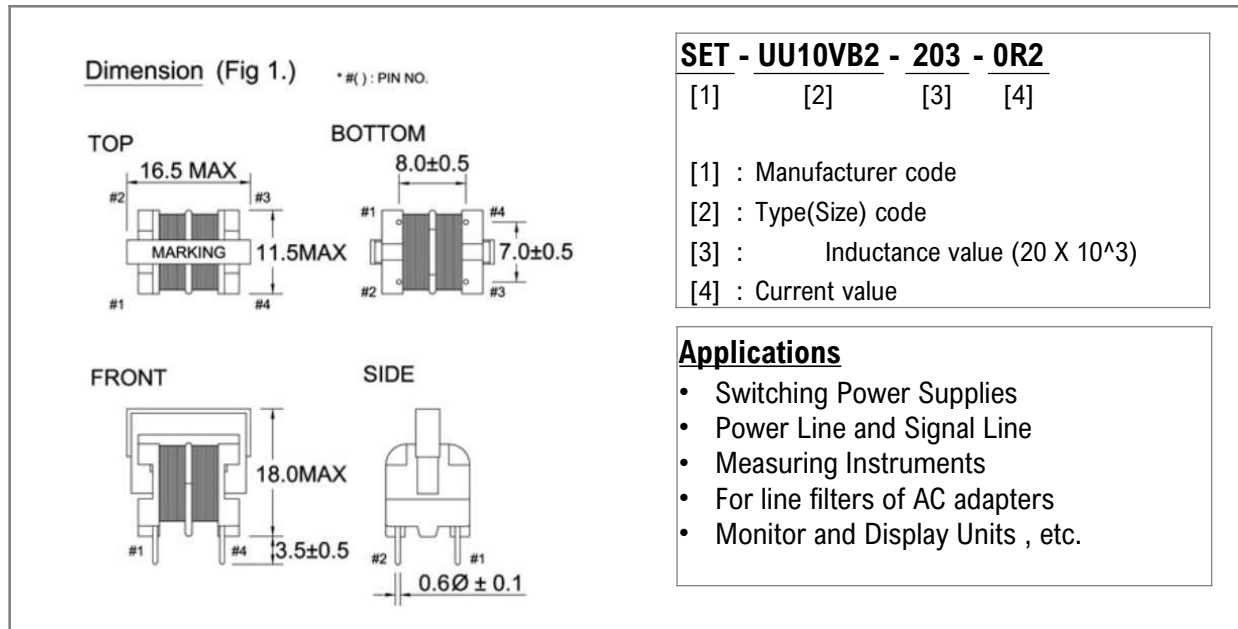 Dimension (Fig 1.) * #( ) : PIN NO.
TOP
16.5 MAX
#2 #3
MARKING 11.5MAX
#1 #4
BOTTOM
8.0±0.5
#1 #4
7.0±0.5
#2 #3
FRONT
18.0MAX
#1 #4 3.5±0.5
SIDE
#2 #1
0.6Ø ± 0.1
SET - UU10VB2 - 203 - 0R2
[1] [2] [3] [4]
[1] : Manufacturer code
[2] : Type(Size) code
[3] : Inductance value (20 X 10^3)
[4] : Current value
Applications
• Switching Power Supplies
• Power Line and Signal Line
• Measuring Instruments
• For line filters of AC adapters
• Monitor and Display Units , etc.